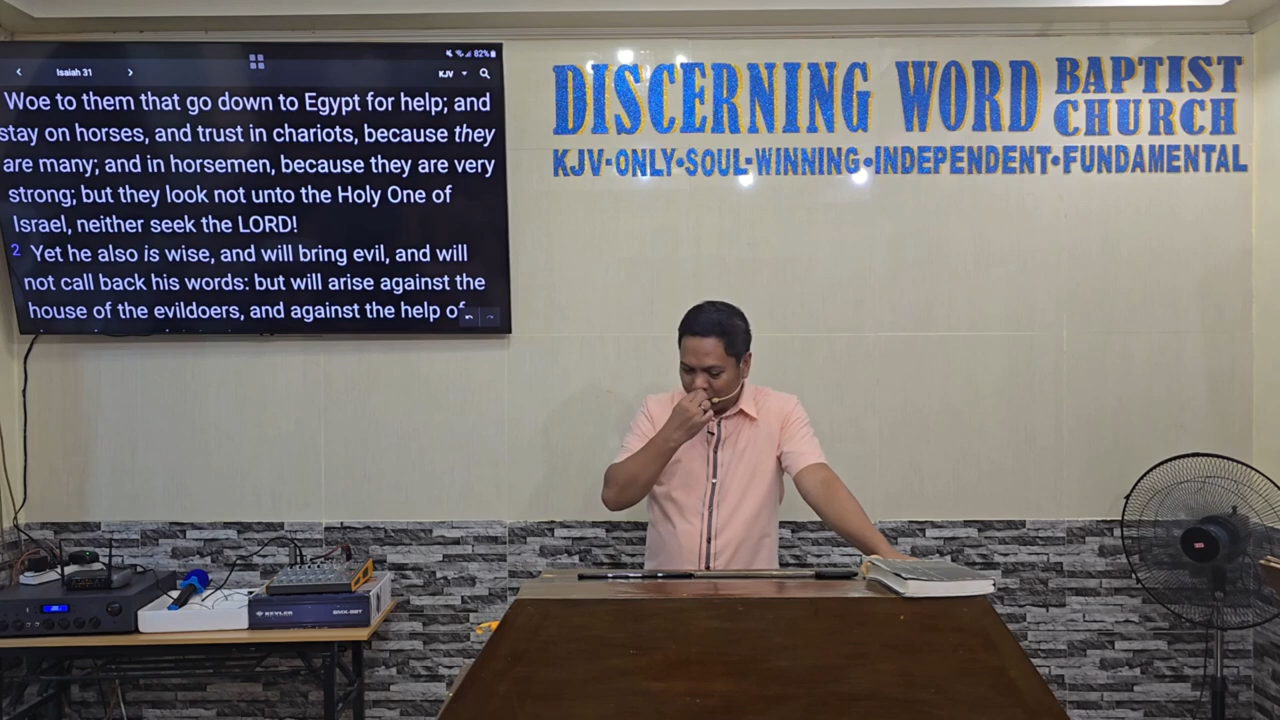 82%
Isaiah 31
KJV
Woe to them that go down to Egypt for help; and
stay on horses, and trust in chariots, because they
are many; and in horsemen, because they are very
strong; but they look not unto the Holy One of
Israel, neither seek the LORD!
2 Yet he also is wise, and will bring evil, and will
not call back his words: but will arise against the
house of the evildoers, and against the help of
DISCERNING WORD BAPTIST
CHURCH
KJV-ONLY•SOUL-WINNING•INDEPENDENT•FUNDAMENTAL
KEVLER